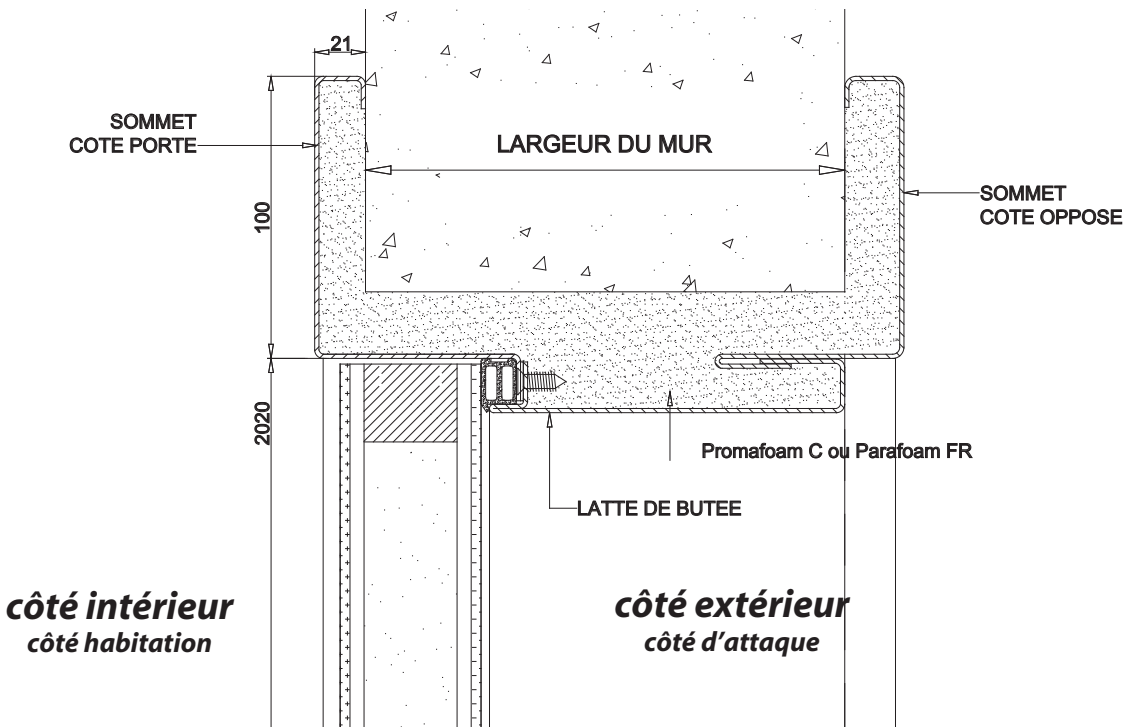 21
SOMMET
COTE PORTE
LARGEUR DU MUR
SOMMET
COTE OPPOSE
100
2020
Promafoam C ou Parafoam FR
LATTE DE BUTEE
côté intérieur
côté habitation
côté extérieur
côté d'attaque